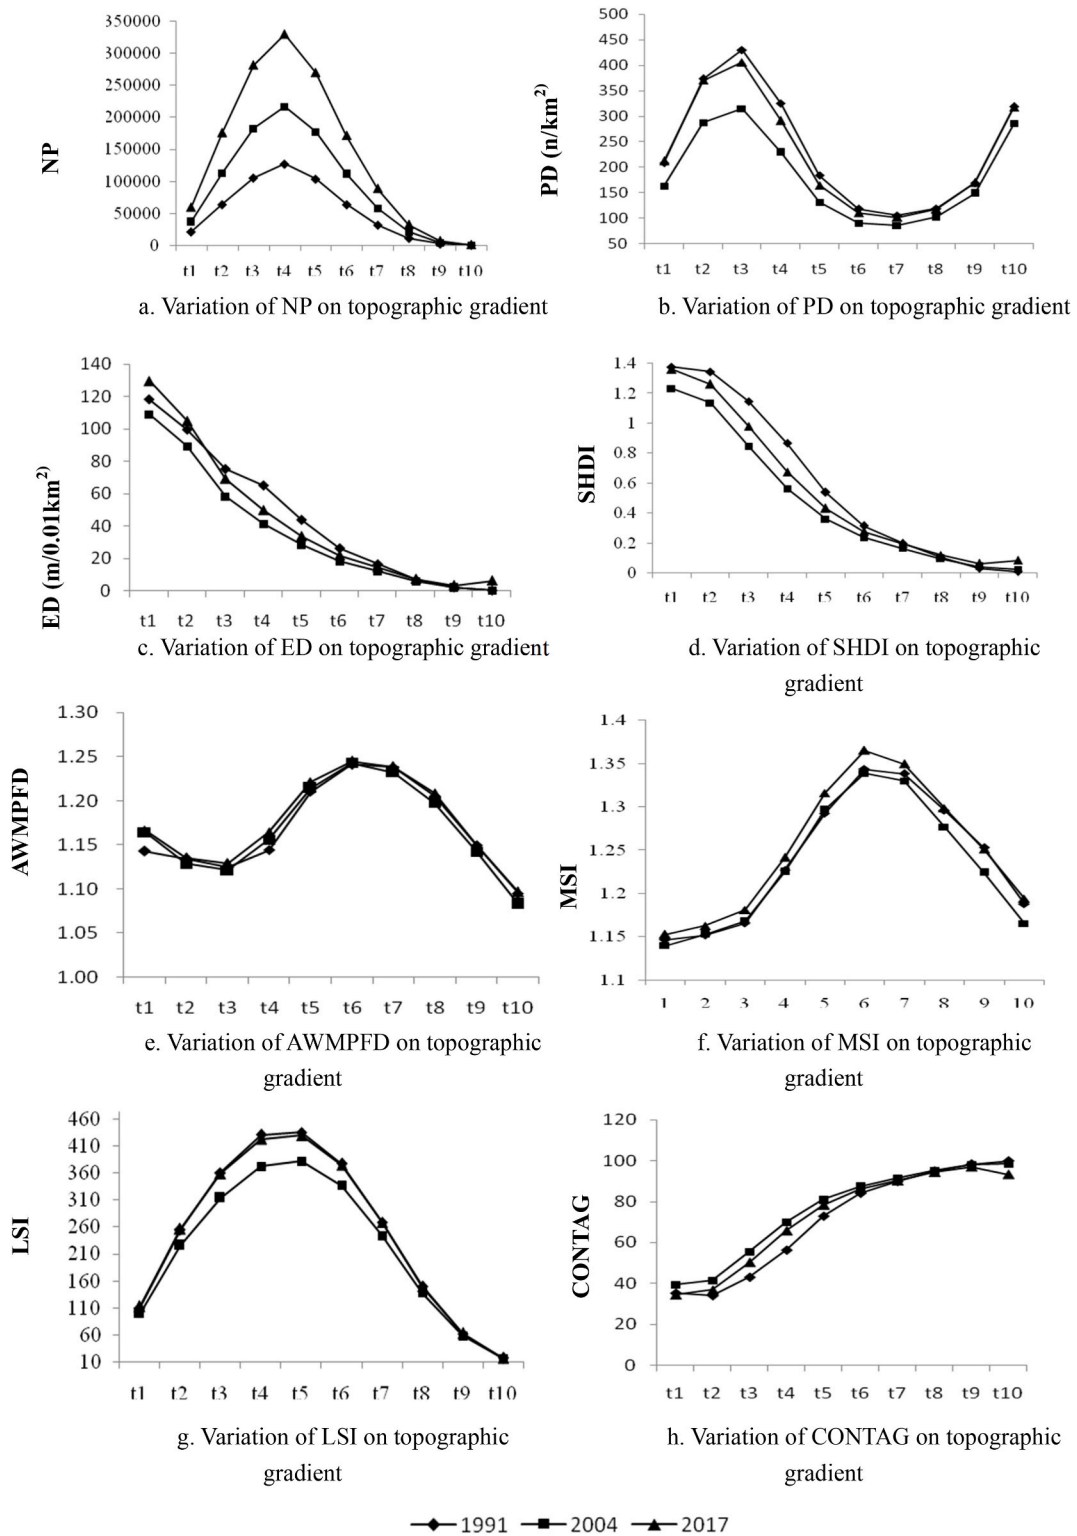 350000
300000
250000
200000
150000
100000
50000
0
NP
t1 t2 t3 t4 t5 t6 t7 t8 t9 t10
a. Variation of NP on topographic gradient
500
450
400
350
300
250
200
150
100
50
PD (n/km²)
t1 t2 t3 t4 t5 t6 t7 t8 t9 t10
b. Variation of PD on topographic gradient
140
120
100
80
60
40
20
0
ED (m/0.01km²)
t1 t2 t3 t4 t5 t6 t7 t8 t9 t10
c. Variation of ED on topographic gradient
1.4
1.2
1
0.8
0.6
0.4
0.2
0
SHDI
t1 t2 t3 t4 t5 t6 t7 t8 t9 t10
d. Variation of SHDI on topographic
gradient
1.30
1.25
1.20
1.15
1.10
1.05
1.00
AWMPFD
t1 t2 t3 t4 t5 t6 t7 t8 t9 t10
e. Variation of AWMPFD on topographic
gradient
1.4
1.35
1.3
1.25
1.2
1.15
1.1
MSI
1 2 3 4 5 6 7 8 9 10
f. Variation of MSI on topographic
gradient
460
410
360
310
260
210
160
110
60
10
LSI
t1 t2 t3 t4 t5 t6 t7 t8 t9 t10
g. Variation of LSI on topographic
gradient
120
100
80
60
40
20
0
CONTAG
t1 t2 t3 t4 t5 t6 t7 t8 t9 t10
h. Variation of CONTAG on topographic
gradient
1991 2004 2017